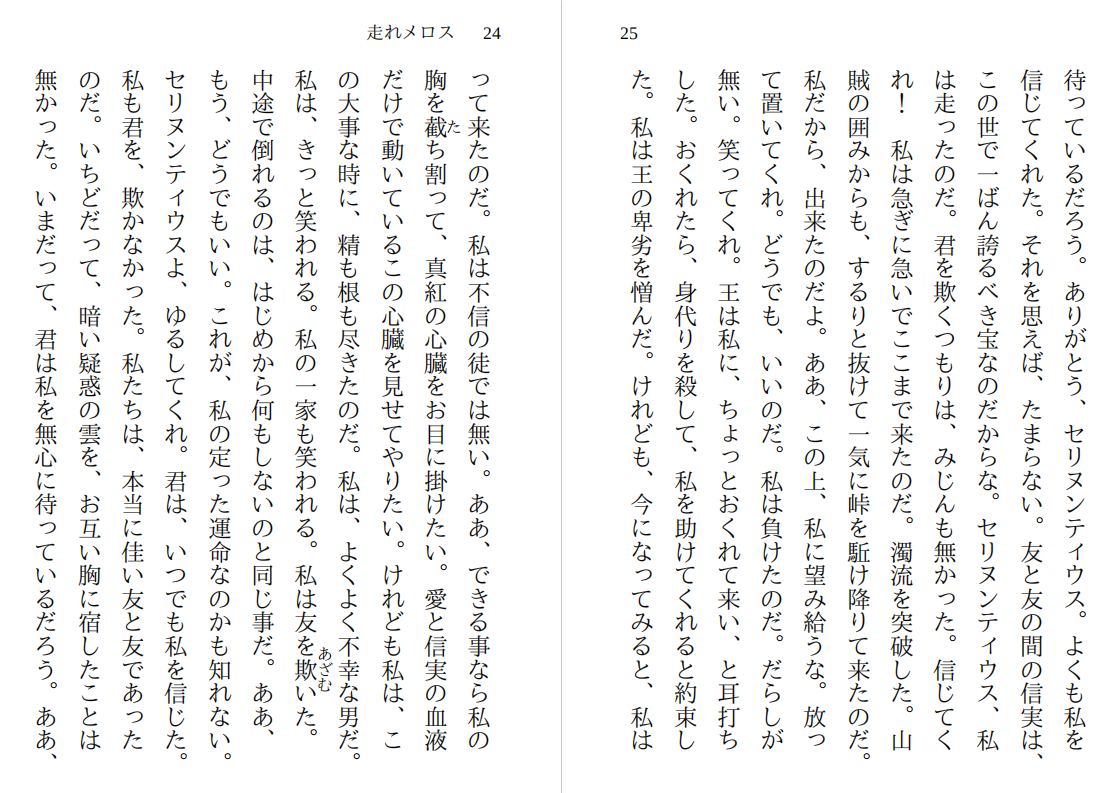 走れメロス 24
って来たのだ。私は不信の徒では無い。ああ、できる事なら私の
胸を截ち割って、真紅の心臓をお目に掛けたい。愛と信実の血液
た
だけで動いているこの心臓を見せてやりたい。けれども私は、こ
の大事な時に、精も根も尽きたのだ。私は、よくよく不幸な男だ。
私は、きっと笑われる。私の一家も笑われる。私は友を欺いた。
あざむ
中途で倒れるのは、はじめから何もしないのと同じ事だ。ああ、
もう、どうでもいい。これが、私の定った運命なのかも知れない。
セリヌンティウスよ、ゆるしてくれ。君は、いつでも私を信じた。
私も君を、欺かなかった。私たちは、本当に佳い友と友であった
のだ。いちどだって、暗い疑惑の雲を、お互い胸に宿したことは
無かった。いまだって、君は私を無心に待っているだろう。ああ、
25
待っているだろう。ありがとう、セリヌンティウス。よくも私を
信じてくれた。それを思えば、たまらない。友と友の間の信実は、
この世で一ばん誇るべき宝なのだからな。セリヌンティウス、私
は走ったのだ。君を欺くつもりは、みじんも無かった。信じてく
れ！　私は急ぎに急いでここまで来たのだ。濁流を突破した。山
賊の囲みからも、するりと抜けて一気に峠を駈け降りて来たのだ。
私だから、出来たのだよ。ああ、この上、私に望み給うな。放っ
て置いてくれ。どうでも、いいのだ。私は負けたのだ。だらしが
無い。笑ってくれ。王は私に、ちょっとおくれて来い、と耳打ち
した。おくれたら、身代りを殺して、私を助けてくれると約束し
た。私は王の卑劣を憎んだ。けれども、今になってみると、私は